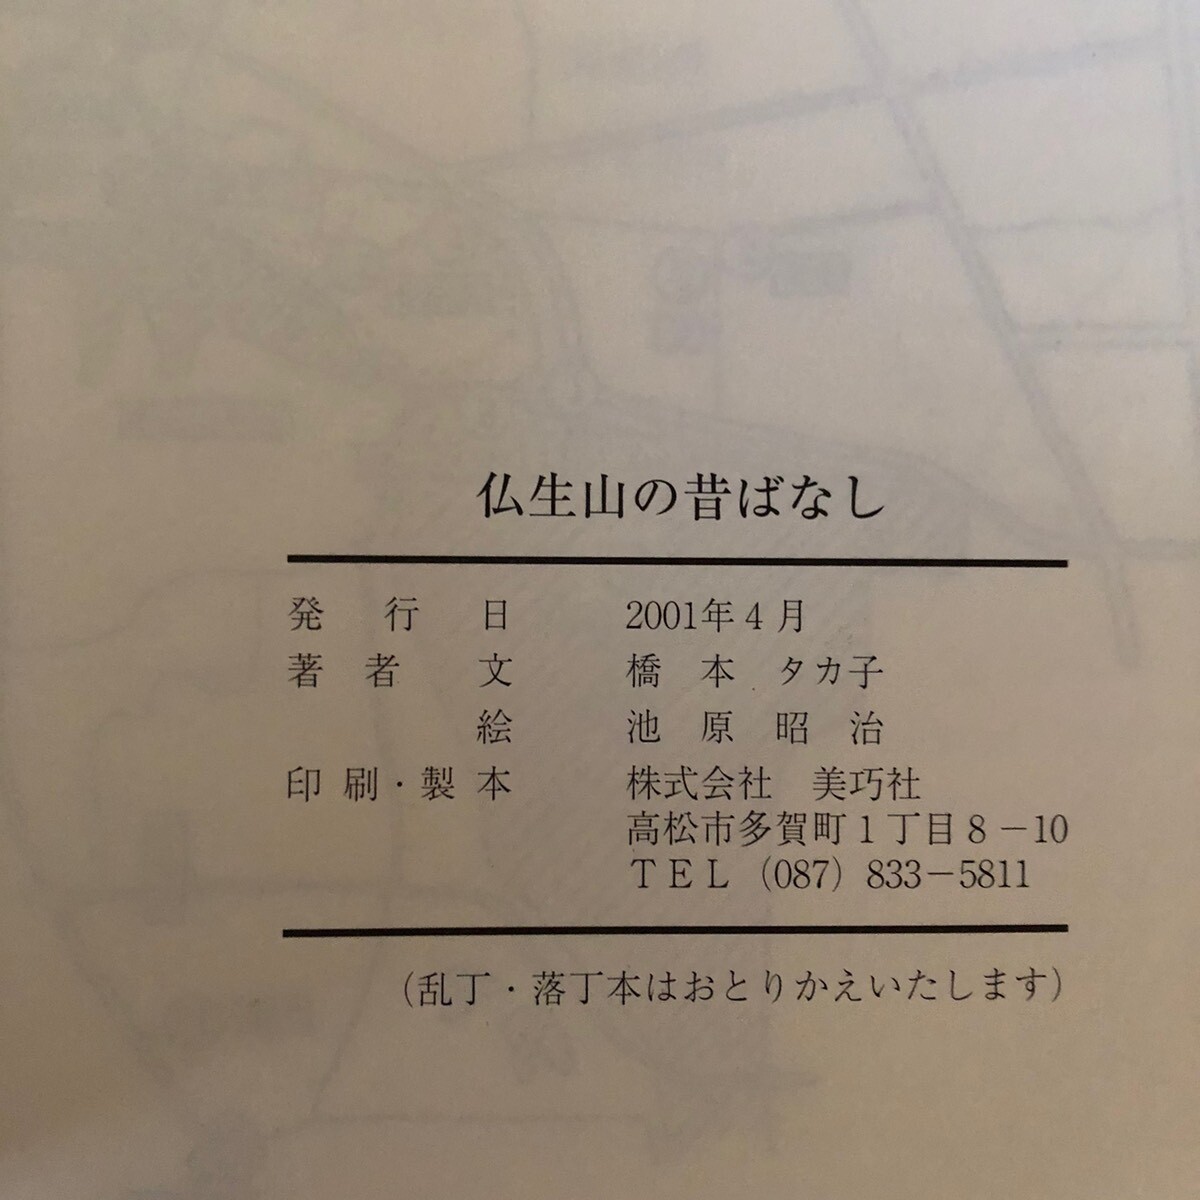 仏生山の昔ばなし
発行日 2001年4月
著者 文 橋本 タカ子
絵 池原昭治
印刷・製本 株式会社 美巧社
高松市多賀町1丁目8－10
TEL（087）833－5811
（乱丁・落丁本はおとりかえいたします）